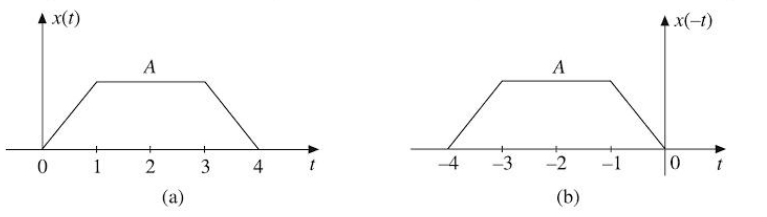 x(t)
A
0 1 2 3 4 t
(a)
x(–t)
A
–4 –3 –2 –1 0 t
(b)